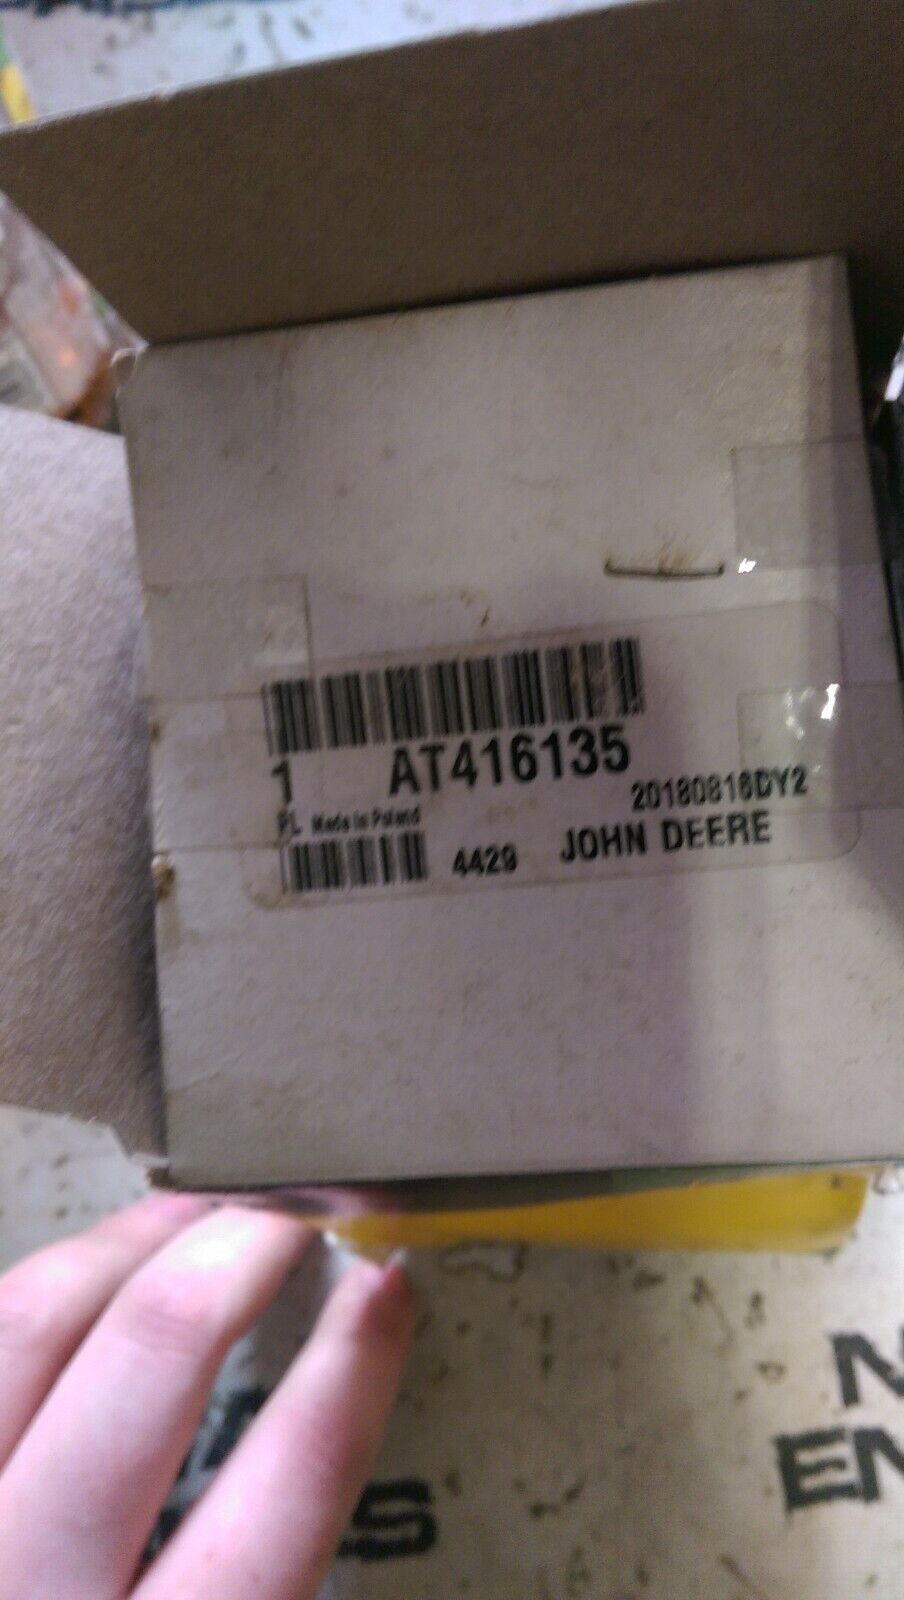 1 AT416135
20180816DY2
PL Made in Poland
4429 JOHN DEERE